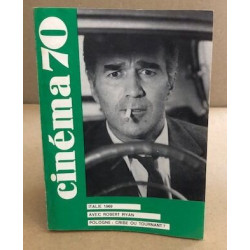 cinéma 70
ITALIE 1969
AVEC ROBERT RYAN
POLOGNE : CRISE OU TOURNANT ?